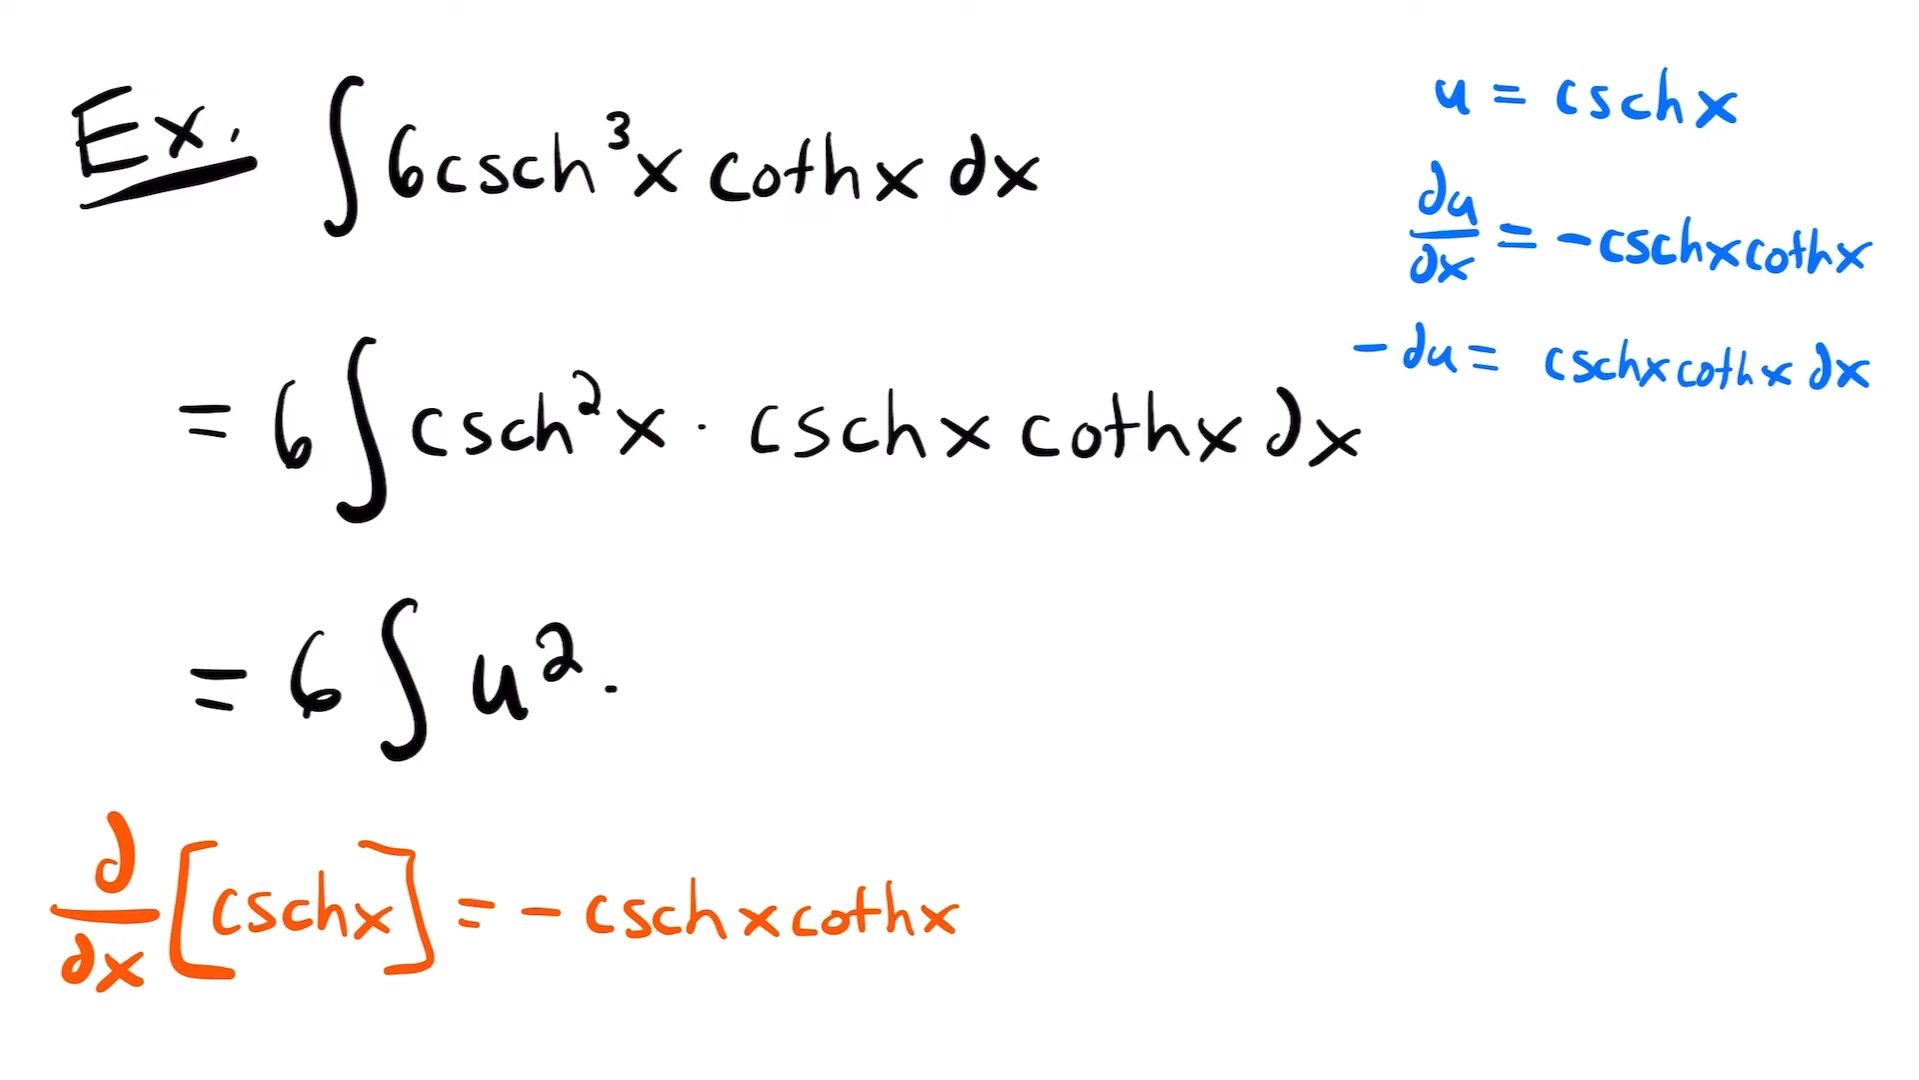 Ex. ∫ 6csch³x cothx dx
= 6 ∫ csch²x · cschx cothx dx
= 6 ∫ u² ·
d/dx [cschx] = - cschx cothx
u = cschx
du/dx = -cschx cothx
- du = cschx cothx dx